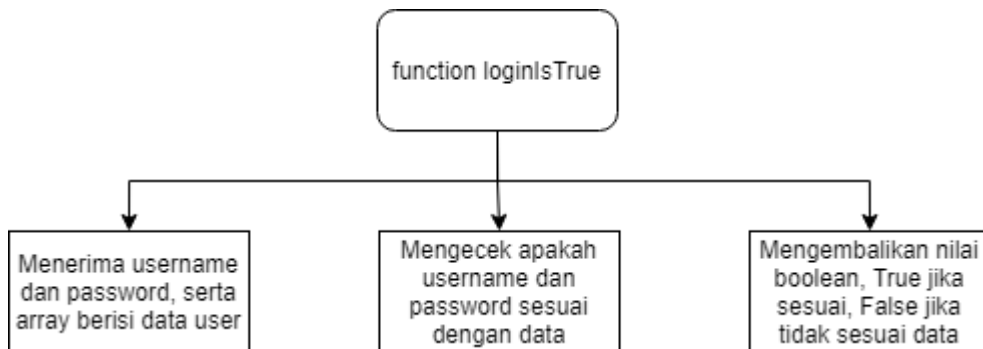 function loginIsTrue
Menerima username
dan password, serta
array berisi data user
Mengecek apakah
username dan
password sesuai
dengan data
Mengembalikan nilai
boolean, True jika
sesuai, False jika
tidak sesuai data